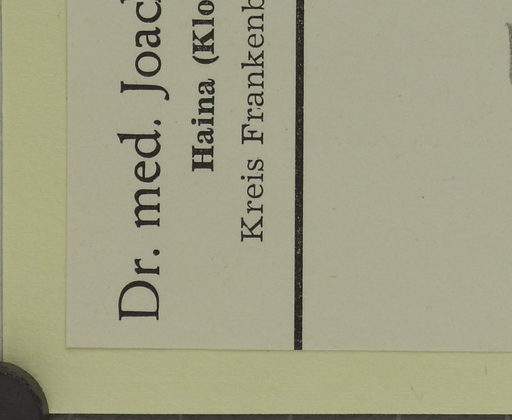 Dr. med. Joac
Haina (Klo
Kreis Frankenb